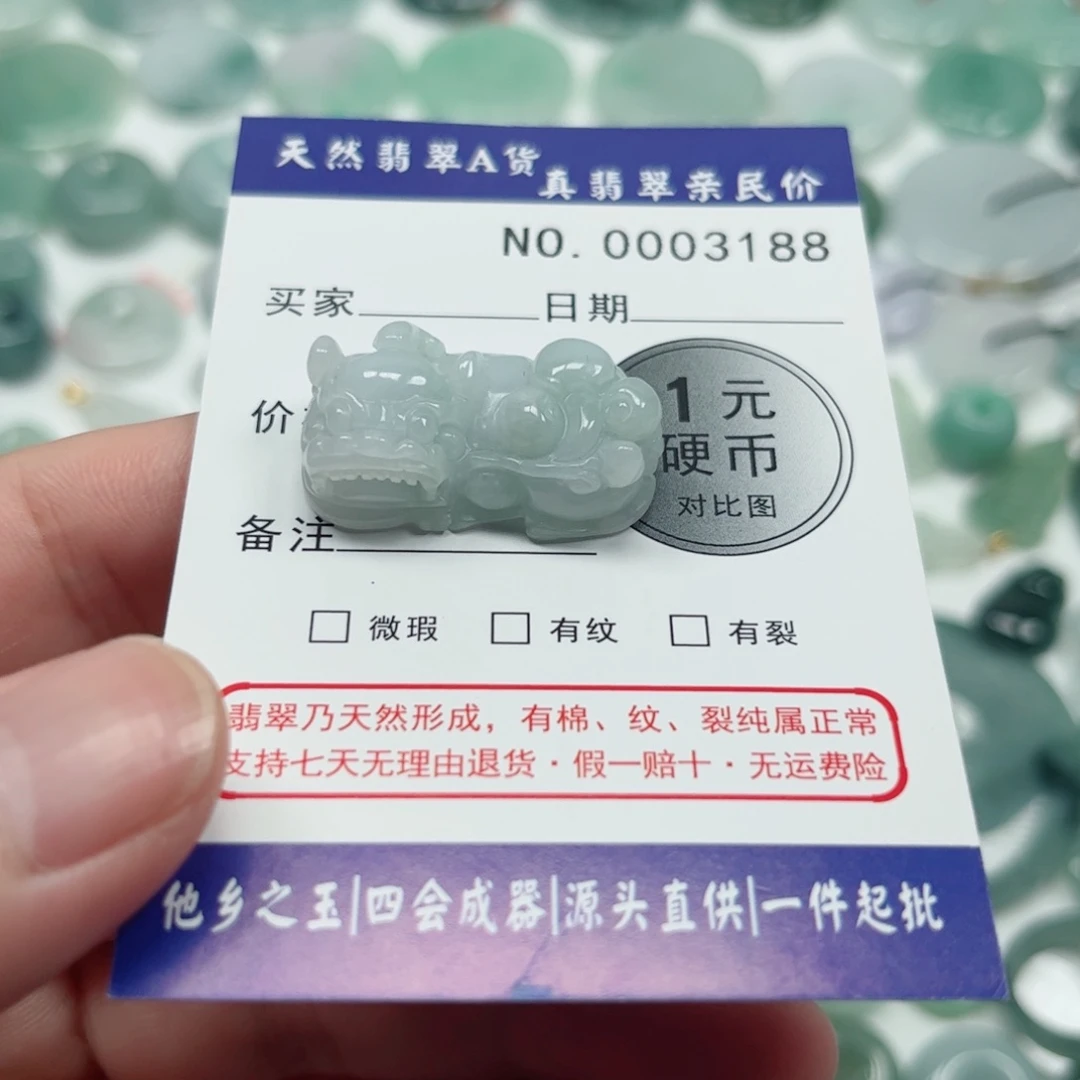 天然翡翠A货
真翡翠亲民价
NO. 0003188
买家 日期
价
1元
硬币
对比图
备注
微瑕 有纹 有裂
翡翠乃天然形成，有棉、纹、裂纯属正常
支持七天无理由退货·假一赔十·无运费险
他乡之玉|四会成器|源头直供|一件起批